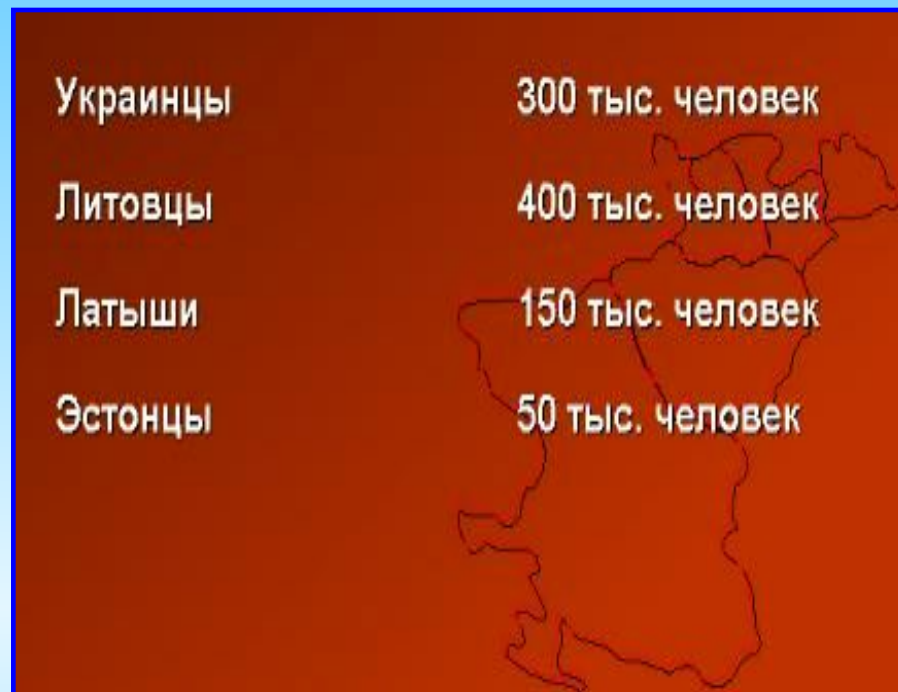 Украинцы 300 тыс. человек
Литовцы 400 тыс. человек
Латыши 150 тыс. человек
Эстонцы 50 тыс. человек